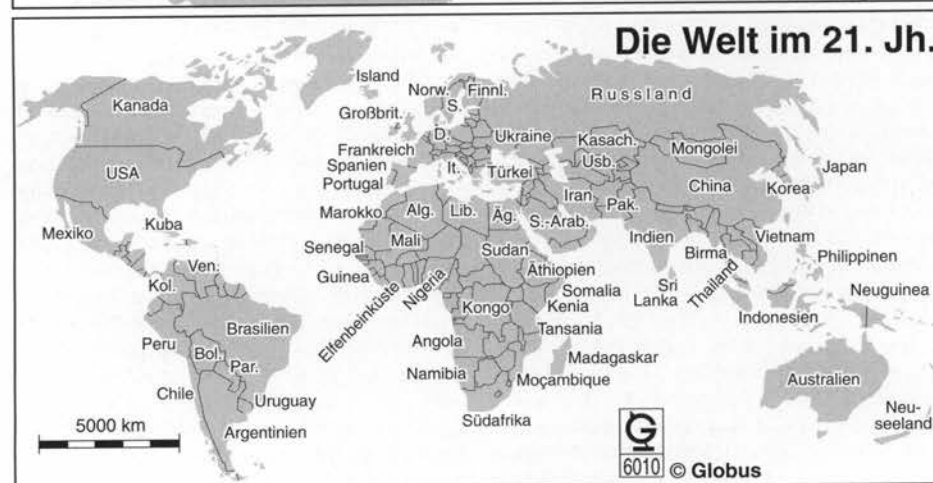 Die Welt im 21. Jh.
Island
Norw.
Finnl.
S.
Russland
Kanada
Großbrit.
D.
Ukraine
Kasach.
Mongolei
Frankreich
Usb.
Japan
USA
Spanien
It.
Türkei
China
Korea
Portugal
Iran
Pak.
Kuba
Marokko
Alg.
Lib.
Äg.
S.-Arab.
Mexiko
Mali
Sudan
Indien
Birma
Vietnam
Senegal
Philippinen
Ven.
Guinea
Äthiopien
Thailand
Kol.
Elfenbeinküste
Nigeria
Somalia
Sri
Lanka
Neuguinea
Brasilien
Kongo
Kenia
Indonesien
Peru
Angola
Tansania
Bol.
Madagaskar
Par.
Namibia
Moçambique
Australien
Chile
Uruguay
Südafrika
Neu-
seeland
5000 km
Argentinien
G
6010
© Globus